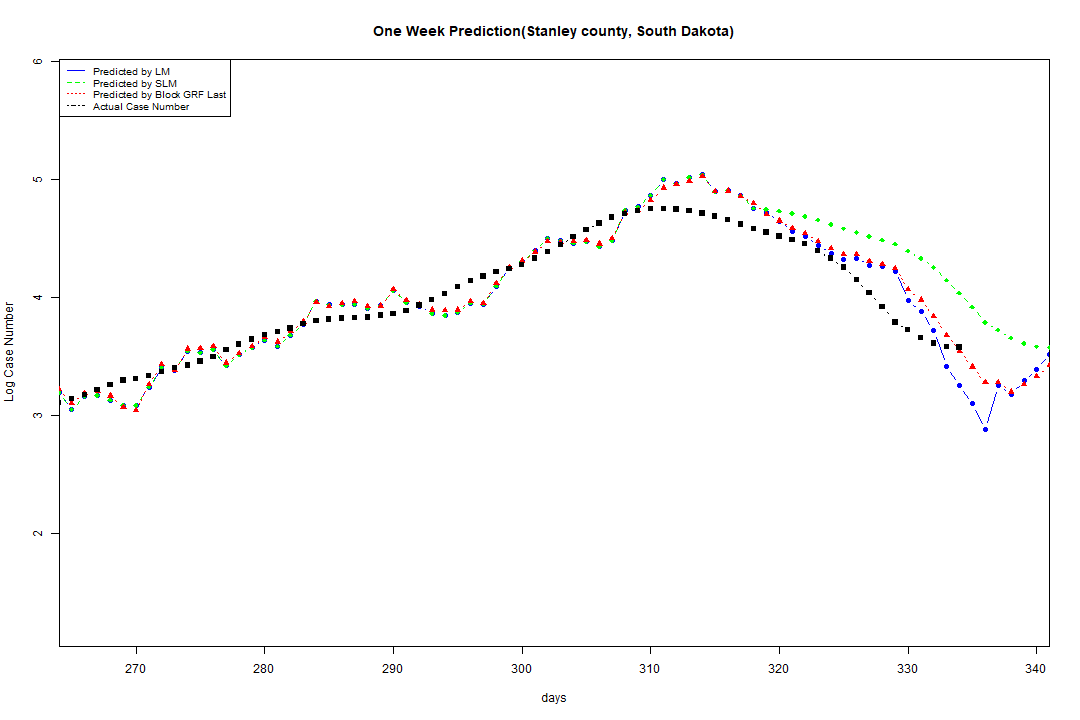 One Week Prediction(Stanley county, South Dakota)
Predicted by LM
Predicted by SLM
Predicted by Block GRF Last
Actual Case Number
6
5
4
3
2
Log Case Number
270 280 290 300 310 320 330 340
days